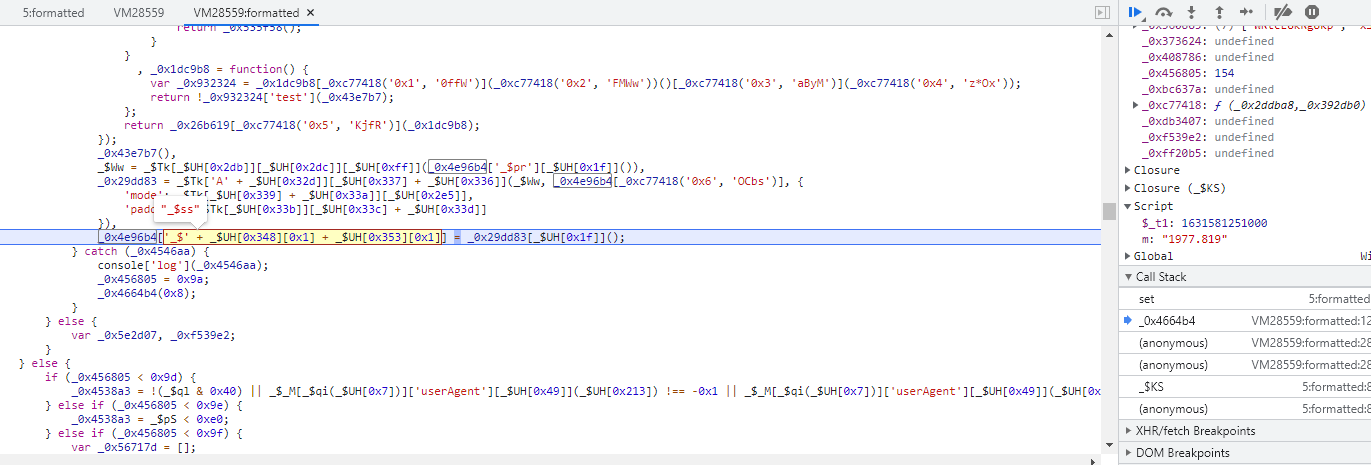 5:formatted VM28559 VM28559:formatted ×
return _0x535f58();
}
}
, _0x1dc9b8 = function() {
var _0x932324 = _0x1dc9b8[_0xc77418('0x1', '0ffW')](_0xc77418('0x2', 'FMWw'))()[_0xc77418('0x3', 'aByM')](_0xc77418('0x4', 'z*Ox'));
return !_0x932324['test'](_0x43e7b7);
};
return _0x26b619[_0xc77418('0x5', 'KjfR')](_0x1dc9b8);
});
_0x43e7b7(),
_$Ww = _$Tk[_$UH[0x2db]][_$UH[0x2dc]][_$UH[0xff]](_0x4e96b4['_$pr'][_$UH[0x1f]]()),
_0x29dd83 = _$Tk['A' + _$UH[0x32d]][_$UH[0x337] + _$UH[0x336]](_$Ww, _0x4e96b4[_0xc77418('0x6', 'OCbs')], {
'mode': _$Tk[_$UH[0x339] + _$UH[0x33a]][_$UH[0x2e5]],
'padd $Tk[_$UH[0x33b]][_$UH[0x33c] + _$UH[0x33d]]
"_$ss"
}),
_0x4e96b4['_$' + _$UH[0x348][0x1] + _$UH[0x353][0x1]] = _0x29dd83[_$UH[0x1f]]();
} catch (_0x4546aa) {
console['log'](_0x4546aa);
_0x456805 = 0x9a;
_0x4664b4(0x8);
}
} else {
var _0x5e2d07, _0xf539e2;
}
} else {
if (_0x456805 < 0x9d) {
_0x4538a3 = !(_$ql & 0x40) || _$_M[_$qi(_$UH[0x7])]['userAgent'][_$UH[0x49]](_$UH[0x213]) !== -0x1 || _$_M[_$qi(_$UH[0x7])]['userAgent'][_$UH[0x49]](_$UH[0x
} else if (_0x456805 < 0x9e) {
_0x4538a3 = _$pS < 0xe0;
} else if (_0x456805 < 0x9f) {
var _0x56717d = [];
_0x373624: undefined
_0x408786: undefined
_0x456805: 154
_0xbc637a: undefined
_0xc77418: ƒ (_0x2ddba8,_0x392db0)
_0xdb3407: undefined
_0xf539e2: undefined
_0xff20b5: undefined
Closure
Closure (_$KS)
Script
$_t1: 1631581251000
m: "1977.819"
Global Wi
Call Stack
set 5:formatted
_0x4664b4 VM28559:formatted:12
(anonymous) VM28559:formatted:28
(anonymous) VM28559:formatted:28
_$KS 5:formatted:8
(anonymous) 5:formatted:8
XHR/fetch Breakpoints
DOM Breakpoints